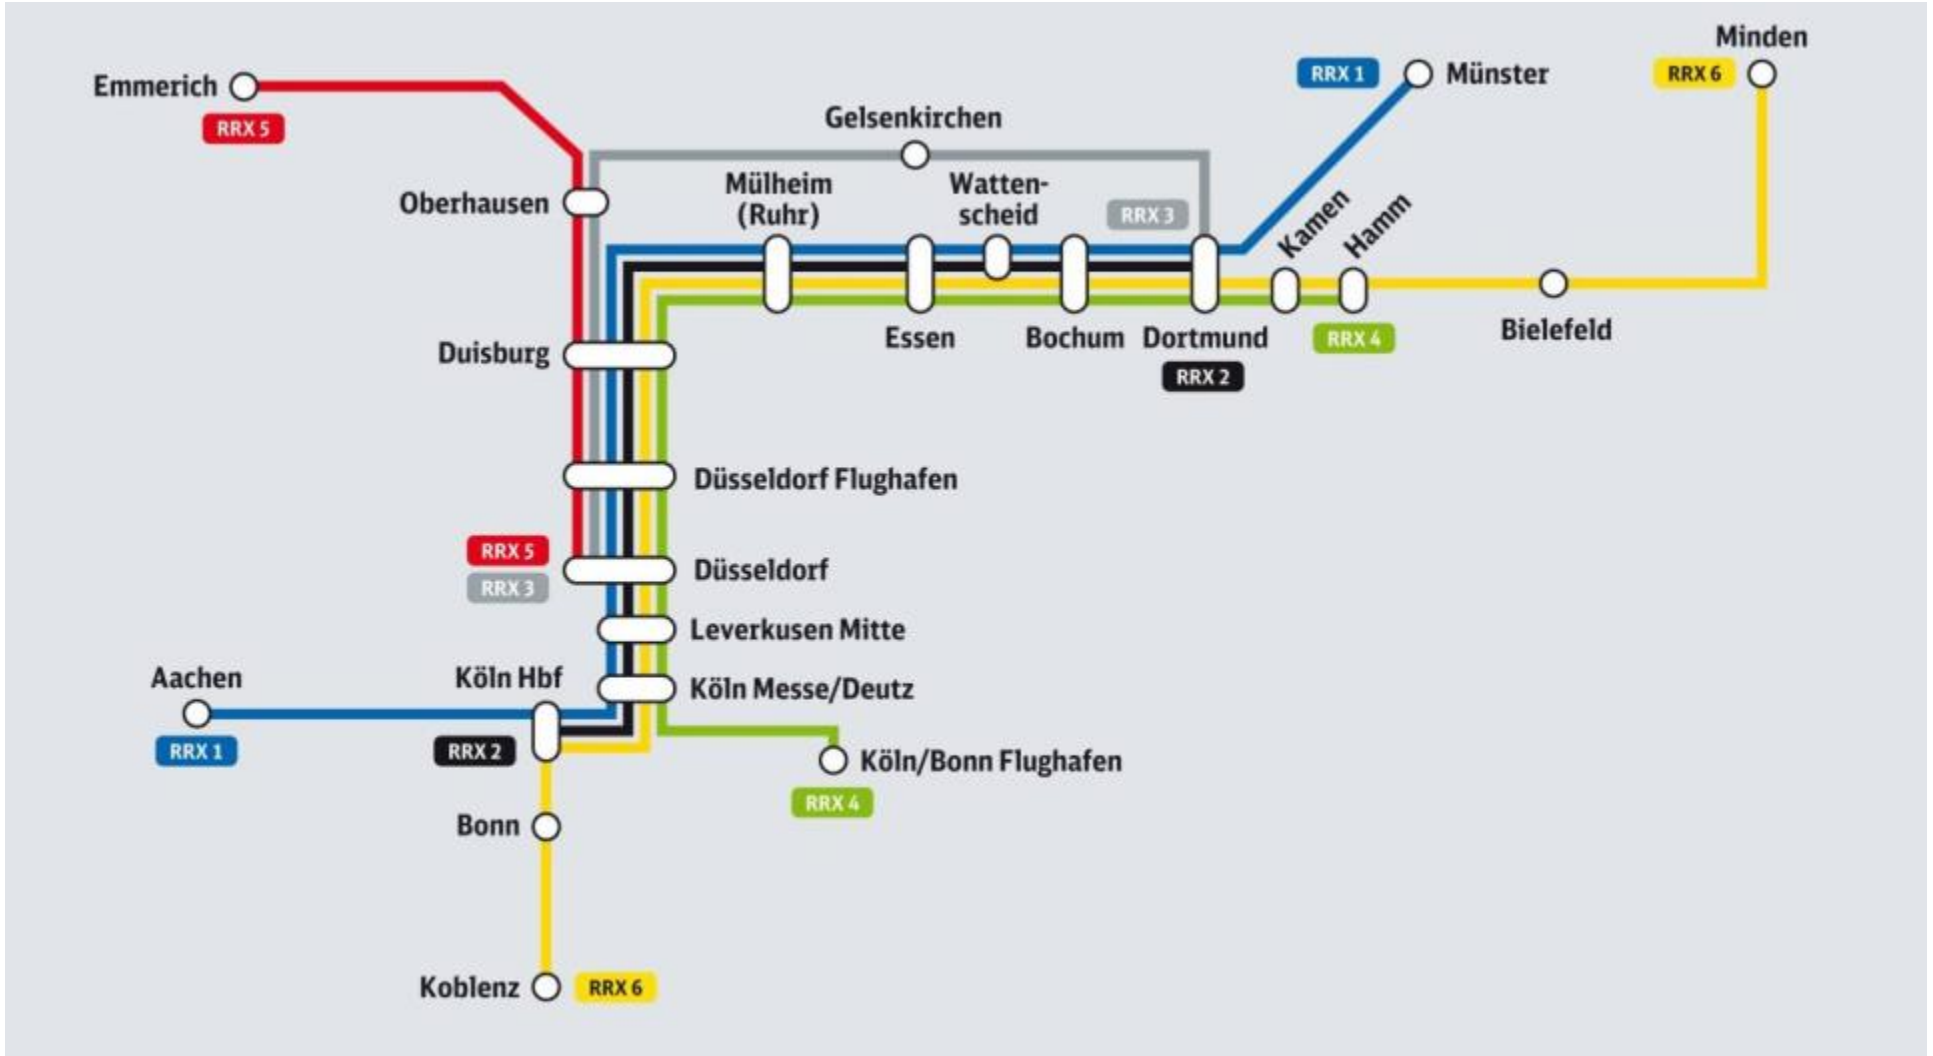 Minden
RRX 6
RRX 1
Münster
Emmerich
RRX 5
Gelsenkirchen
Oberhausen
Mülheim
(Ruhr)
Watten-
scheid
RRX 3
Kamen
Hamm
Duisburg
Essen
Bochum
Dortmund
RRX 2
RRX 4
Bielefeld
Düsseldorf Flughafen
RRX 5
RRX 3
Düsseldorf
Leverkusen Mitte
Aachen
RRX 1
Köln Hbf
RRX 2
Köln Messe/Deutz
Köln/Bonn Flughafen
RRX 4
Bonn
Koblenz
RRX 6